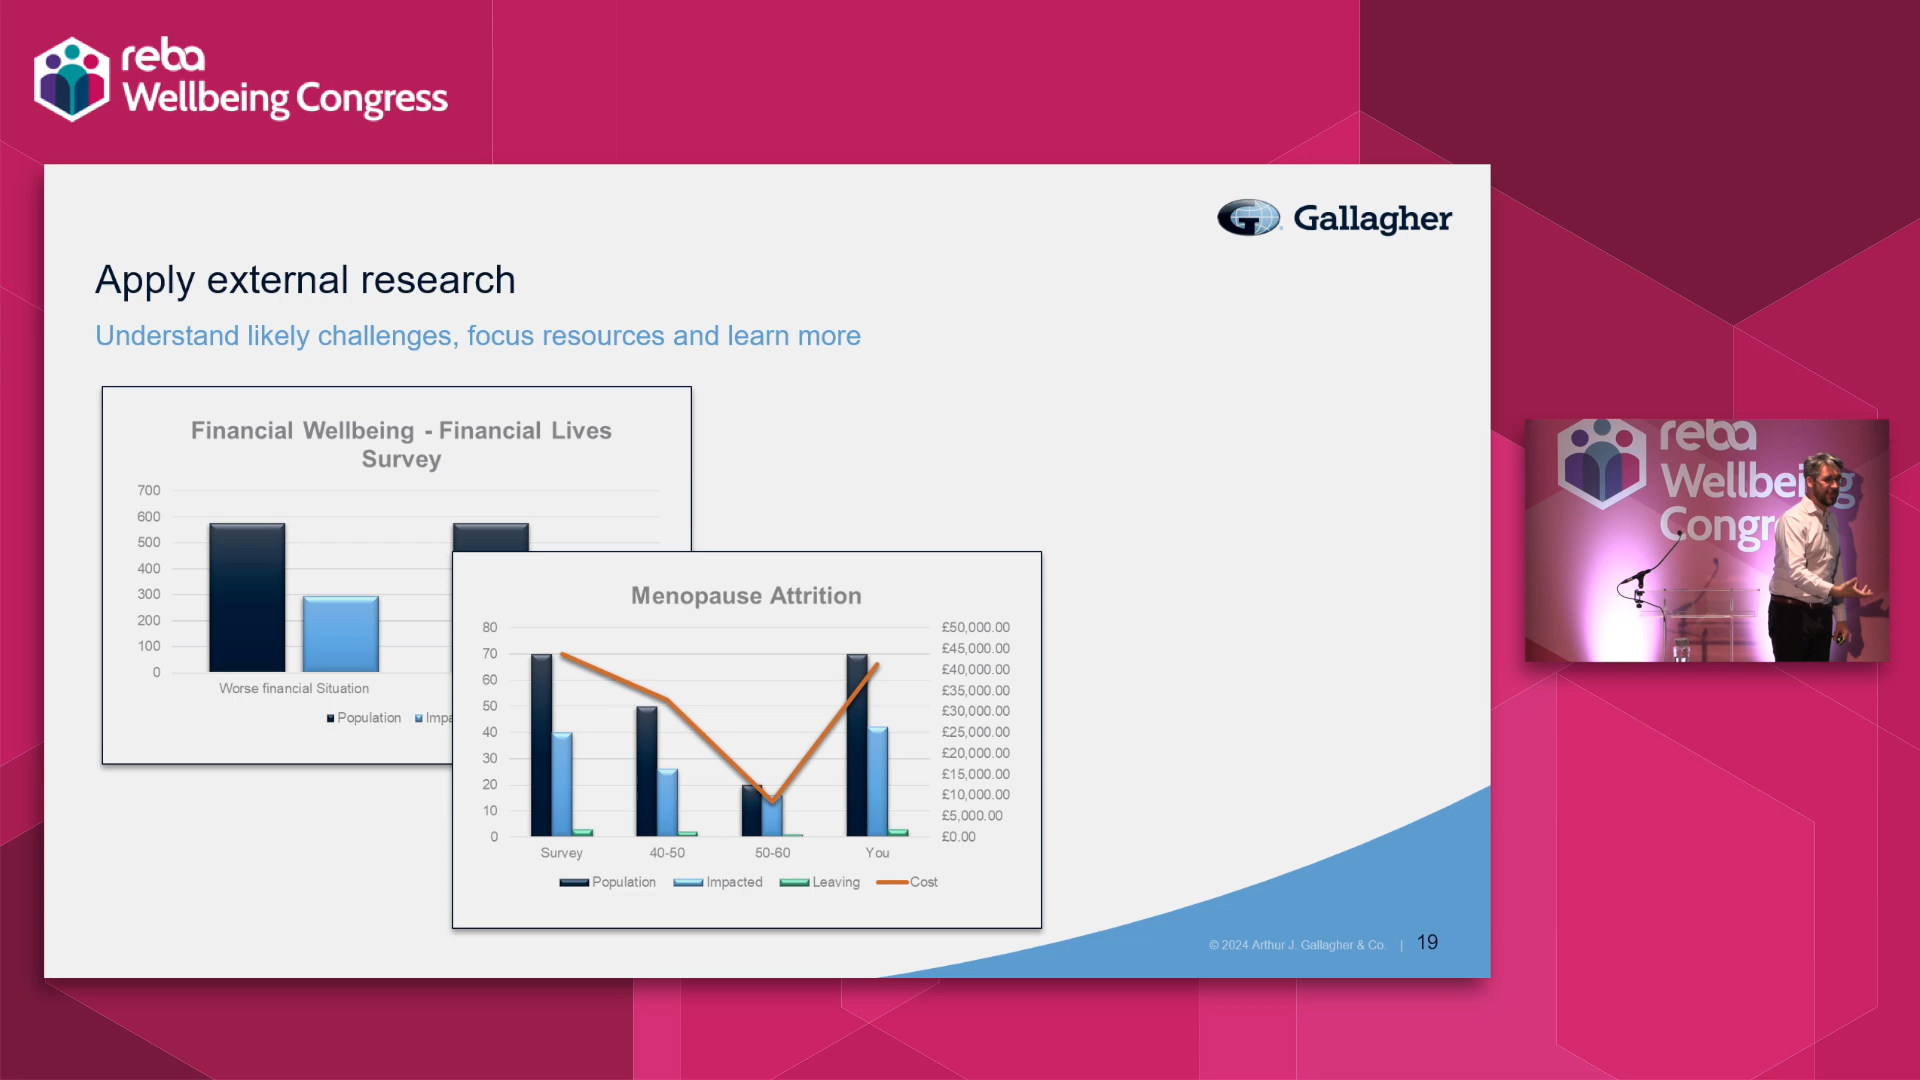 reba
Wellbeing Congress
Gallagher
Apply external research
Understand likely challenges, focus resources and learn more
Financial Wellbeing - Financial Lives
Survey
700
600
500
400
300
200
100
0
Worse financial Situation
Population
Menopause Attrition
80
70
60
50
40
30
20
10
0
£50,000.00
£45,000.00
£40,000.00
£35,000.00
£30,000.00
£25,000.00
£20,000.00
£15,000.00
£10,000.00
£5,000.00
£0.00
Survey 40-50 50-60 You
Population Impacted Leaving Cost
© 2024 Arthur J. Gallagher & Co. | 19
reba
Wellbeing